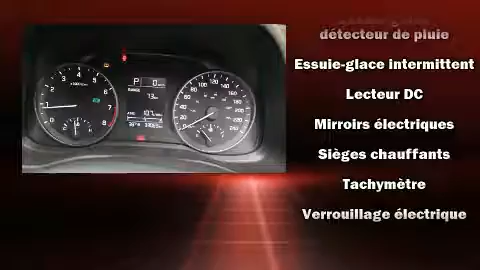 détecteur de pluie
Essuie-glace intermittent
Lecteur DC
Mirroirs électriques
Sièges chauffants
Tachymètre
Verrouillage électrique